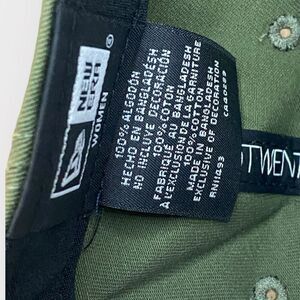 NEW ERA
WOMEN
100% ALGODÓN
HECHO EN BANGLADESH
NO INCLUYE DECORACIÓN
100% COTON
FABRIQUÉ AU BANGLADESH
À L'EXCLUSION DE LA GARNITURE
100% COTTON
MADE IN BANGLADESH
EXCLUSIVE OF DECORATION
RN11493
TWENT